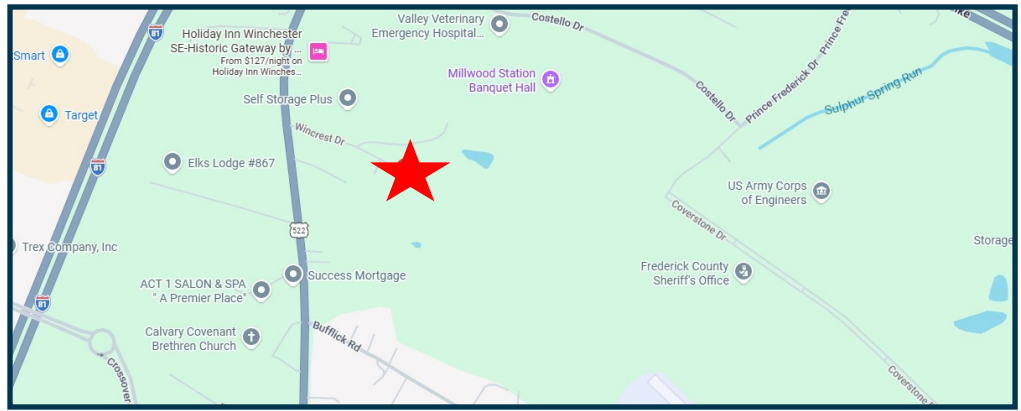 81
Holiday Inn Winchester
SE-Historic Gateway by ...
From $127/night on
Holiday Inn Winches...
Valley Veterinary
Emergency Hospital...
Costello Dr
Prince Fre
ke
Smart
Target
Self Storage Plus
Millwood Station
Banquet Hall
Costello Dr
Prince Frederick Dr
Sulphur Spring Run
Wincrest Dr
81
Elks Lodge #867
US Army Corps
of Engineers
522
Coverstone Dr
Trex Company, Inc
Storage
Success Mortgage
ACT 1 SALON & SPA
" A Premier Place"
Frederick County
Sheriff's Office
81
Calvary Covenant
Brethren Church
Bufflick Rd
Crossover
Coverstone D